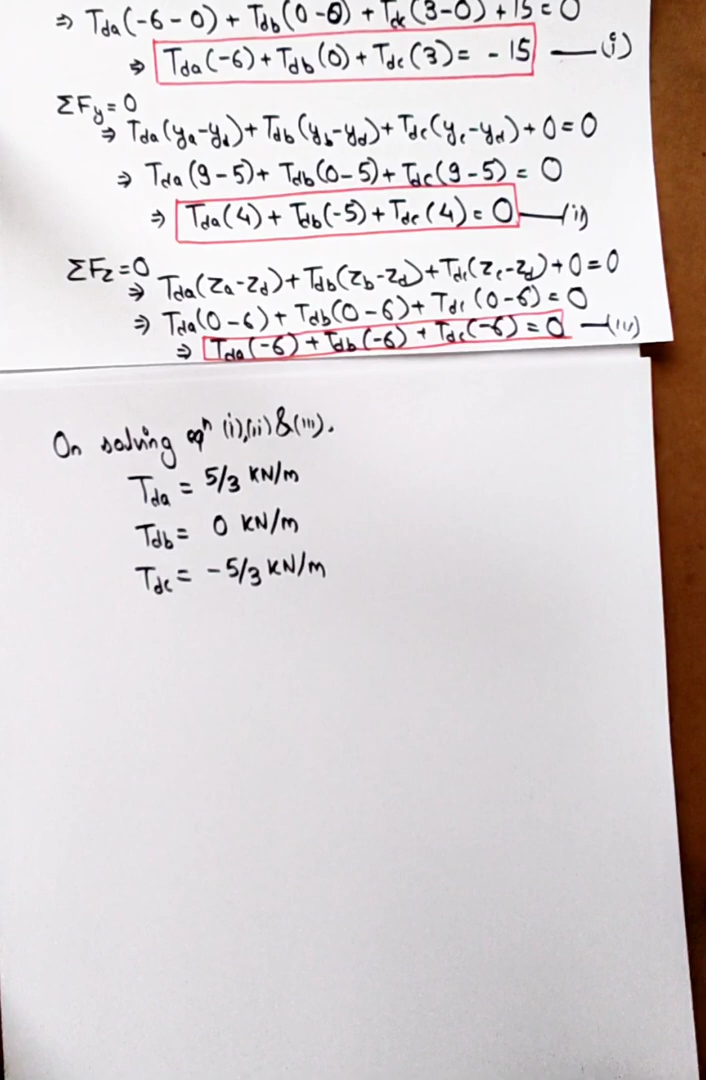 ⇒ Tda(-6-0) + Tdb(0-0) + Tdc(3-0) + 15 = 0
⇒ Tda(-6) + Tdb(0) + Tdc(3) = -15 —(i)
ΣFy = 0
⇒ Tda(ya-yd) + Tdb(yb-yd) + Tdc(yc-yd) + 0 = 0
⇒ Tda(9-5) + Tdb(0-5) + Tdc(9-5) = 0
⇒ Tda(4) + Tdb(-5) + Tdc(4) = 0 —(ii)
ΣFz = 0
⇒ Tda(za-zd) + Tdb(zb-zd) + Tdc(zc-zd) + 0 = 0
⇒ Tda(0-6) + Tdb(0-6) + Tdc(0-6) = 0
⇒ Tda(-6) + Tdb(-6) + Tdc(-6) = 0 —(iii)
On solving eqⁿ (i),(ii) & (iii).
Tda = 5/3 KN/m
Tdb = 0 KN/m
Tdc = -5/3 KN/m